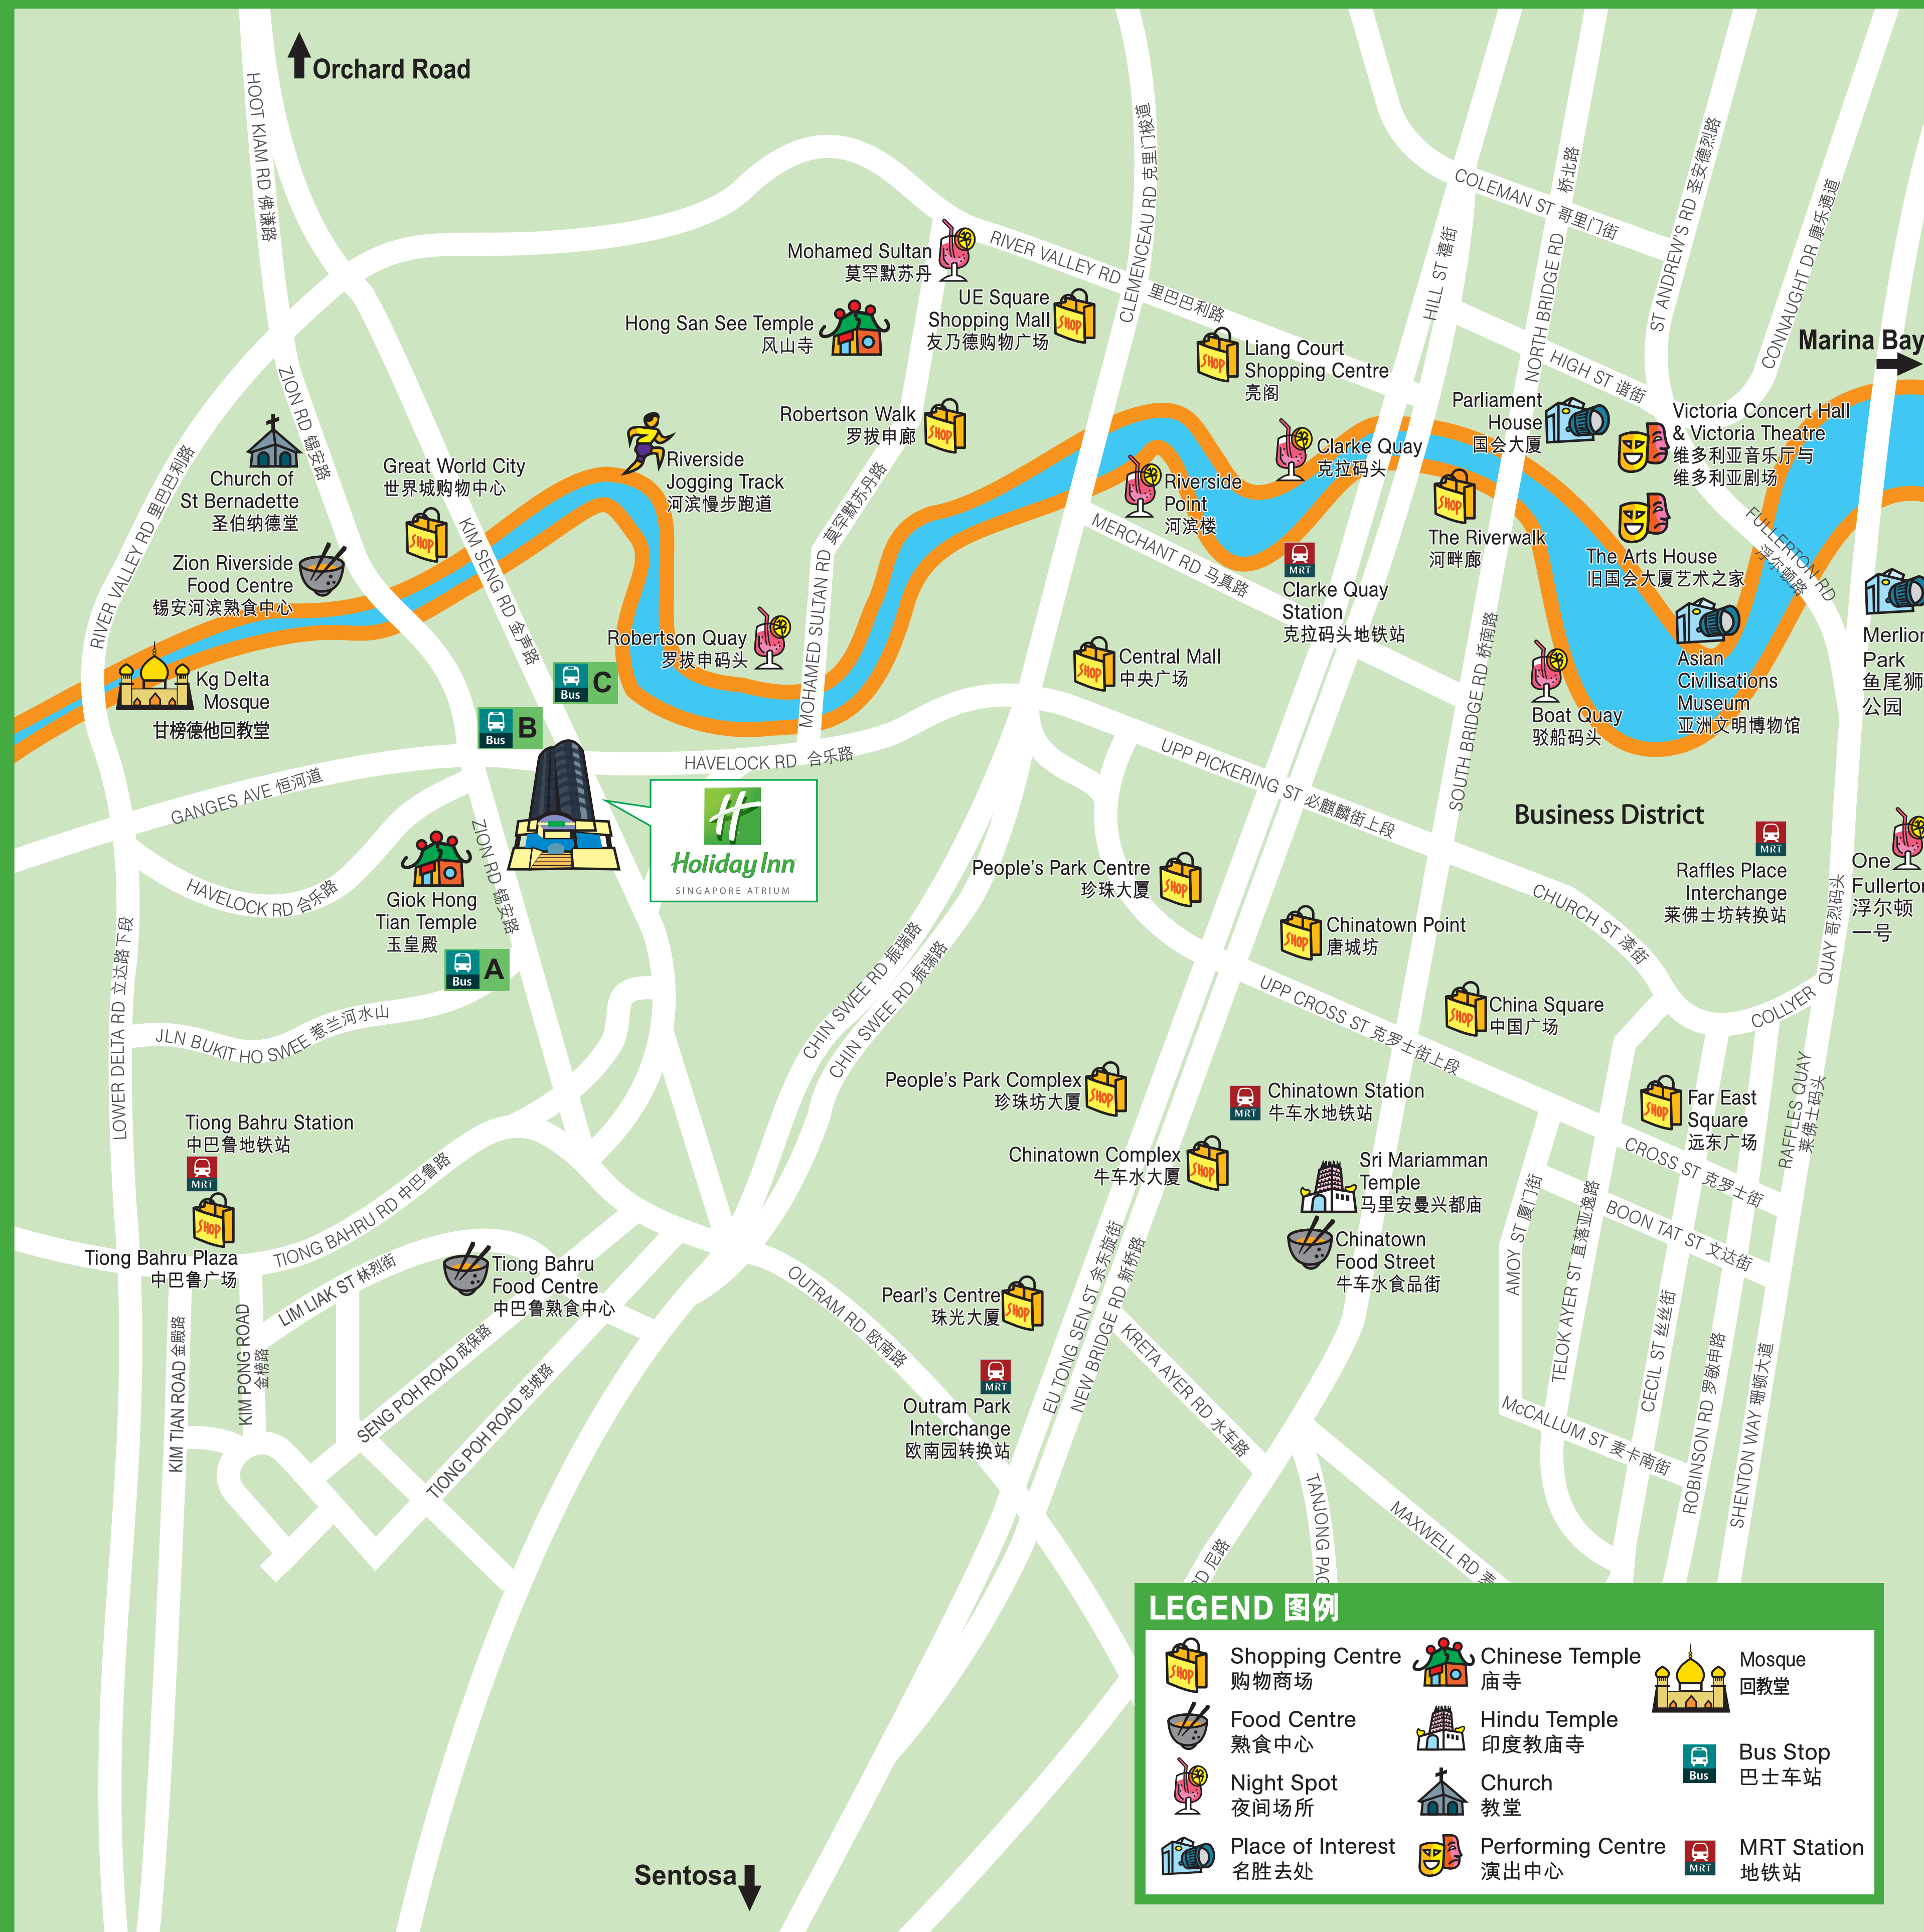 Orchard Road
HOOT KIAM RD 佛谦路
CLEMENCEAU RD 克里门梭道
COLEMAN ST 哥里门街
NORTH BRIDGE RD 桥北路
ST ANDREW'S RD 圣安德烈路
CONNAUGHT DR 康乐通道
HILL ST 禧街
RIVER VALLEY RD 里巴巴利路
Mohamed Sultan
莫罕默苏丹
UE Square
Shopping Mall
友乃德购物广场
Hong San See Temple
风山寺
Liang Court
Shopping Centre
亮阁
HIGH ST 谐街
Marina Bay
ZION RD 锡安路
Robertson Walk
罗拔申廊
Parliament
House
国会大厦
Victoria Concert Hall
& Victoria Theatre
维多利亚音乐厅与
维多利亚剧场
Church of
St Bernadette
圣伯纳德堂
Great World City
世界城购物中心
Riverside
Jogging Track
河滨慢步跑道
Clarke Quay
克拉码头
Riverside
Point
河滨楼
RIVER VALLEY RD 里巴巴利路
KIM SENG RD 金声路
MOHAMED SULTAN RD 莫罕默苏丹路
MERCHANT RD 马真路
The Riverwalk
河畔廊
The Arts House
旧国会大厦艺术之家
FULLERTON RD
浮尔顿路
Zion Riverside
Food Centre
锡安河滨熟食中心
MRT
Clarke Quay
Station
克拉码头地铁站
Robertson Quay
罗拔申码头
Central Mall
中央广场
Asian
Civilisations
Museum
亚洲文明博物馆
Merlion
Park
鱼尾狮
公园
Kg Delta
Mosque
甘榜德他回教堂
Bus C
Bus B
Boat Quay
驳船码头
SOUTH BRIDGE RD 桥南路
HAVELOCK RD 合乐路
UPP PICKERING ST 必麒麟街上段
GANGES AVE 恒河道
Holiday Inn
SINGAPORE ATRIUM
Business District
MRT
Raffles Place
Interchange
莱佛士坊转换站
One
Fullerton
浮尔顿
一号
HAVELOCK RD 合乐路
ZION RD 锡安路
Giok Hong
Tian Temple
玉皇殿
Bus A
People's Park Centre
珍珠大厦
Chinatown Point
唐城坊
CHURCH ST 漆街
COLLYER QUAY 哥烈码头
LOWER DELTA RD 立达路下段
JLN BUKIT HO SWEE 惹兰河水山
CHIN SWEE RD 振瑞路
CHIN SWEE RD 振瑞路
UPP CROSS ST 克罗士街上段
China Square
中国广场
People's Park Complex
珍珠坊大厦
MRT
Chinatown Station
牛车水地铁站
Far East
Square
远东广场
RAFFLES QUAY
莱佛士码头
Tiong Bahru Station
中巴鲁地铁站
MRT
Chinatown Complex
牛车水大厦
Sri Mariamman
Temple
马里安曼兴都庙
CROSS ST 克罗士街
BOON TAT ST 文达街
AMOY ST 厦门街
TELOK AYER ST 直落亚逸路
Tiong Bahru Plaza
中巴鲁广场
TIONG BAHRU RD 中巴鲁路
LIM LIAK ST 林烈街
Tiong Bahru
Food Centre
中巴鲁熟食中心
Chinatown
Food Street
牛车水食品街
OUTRAM RD 欧南路
Pearl's Centre
珠光大厦
EU TONG SEN ST 余东旋街
NEW BRIDGE RD 新桥路
KRETA AYER RD 水车路
KIM TIAN ROAD 金殿路
KIM PONG ROAD
金榜路
SENG POH ROAD 成保路
TIONG POH ROAD 忠坡路
MRT
Outram Park
Interchange
欧南园转换站
McCALLUM ST 麦卡南街
CECIL ST 丝丝街
ROBINSON RD 罗敏申路
SHENTON WAY 珊顿大道
TANJONG PAG
MAXWELL RD 麦
RD 尼路
LEGEND 图例
Shopping Centre
购物商场
Chinese Temple
庙寺
Mosque
回教堂
Food Centre
熟食中心
Hindu Temple
印度教庙寺
Bus
Bus Stop
巴士车站
Night Spot
夜间场所
Church
教堂
Place of Interest
名胜去处
Performing Centre
演出中心
MRT
MRT Station
地铁站
Sentosa